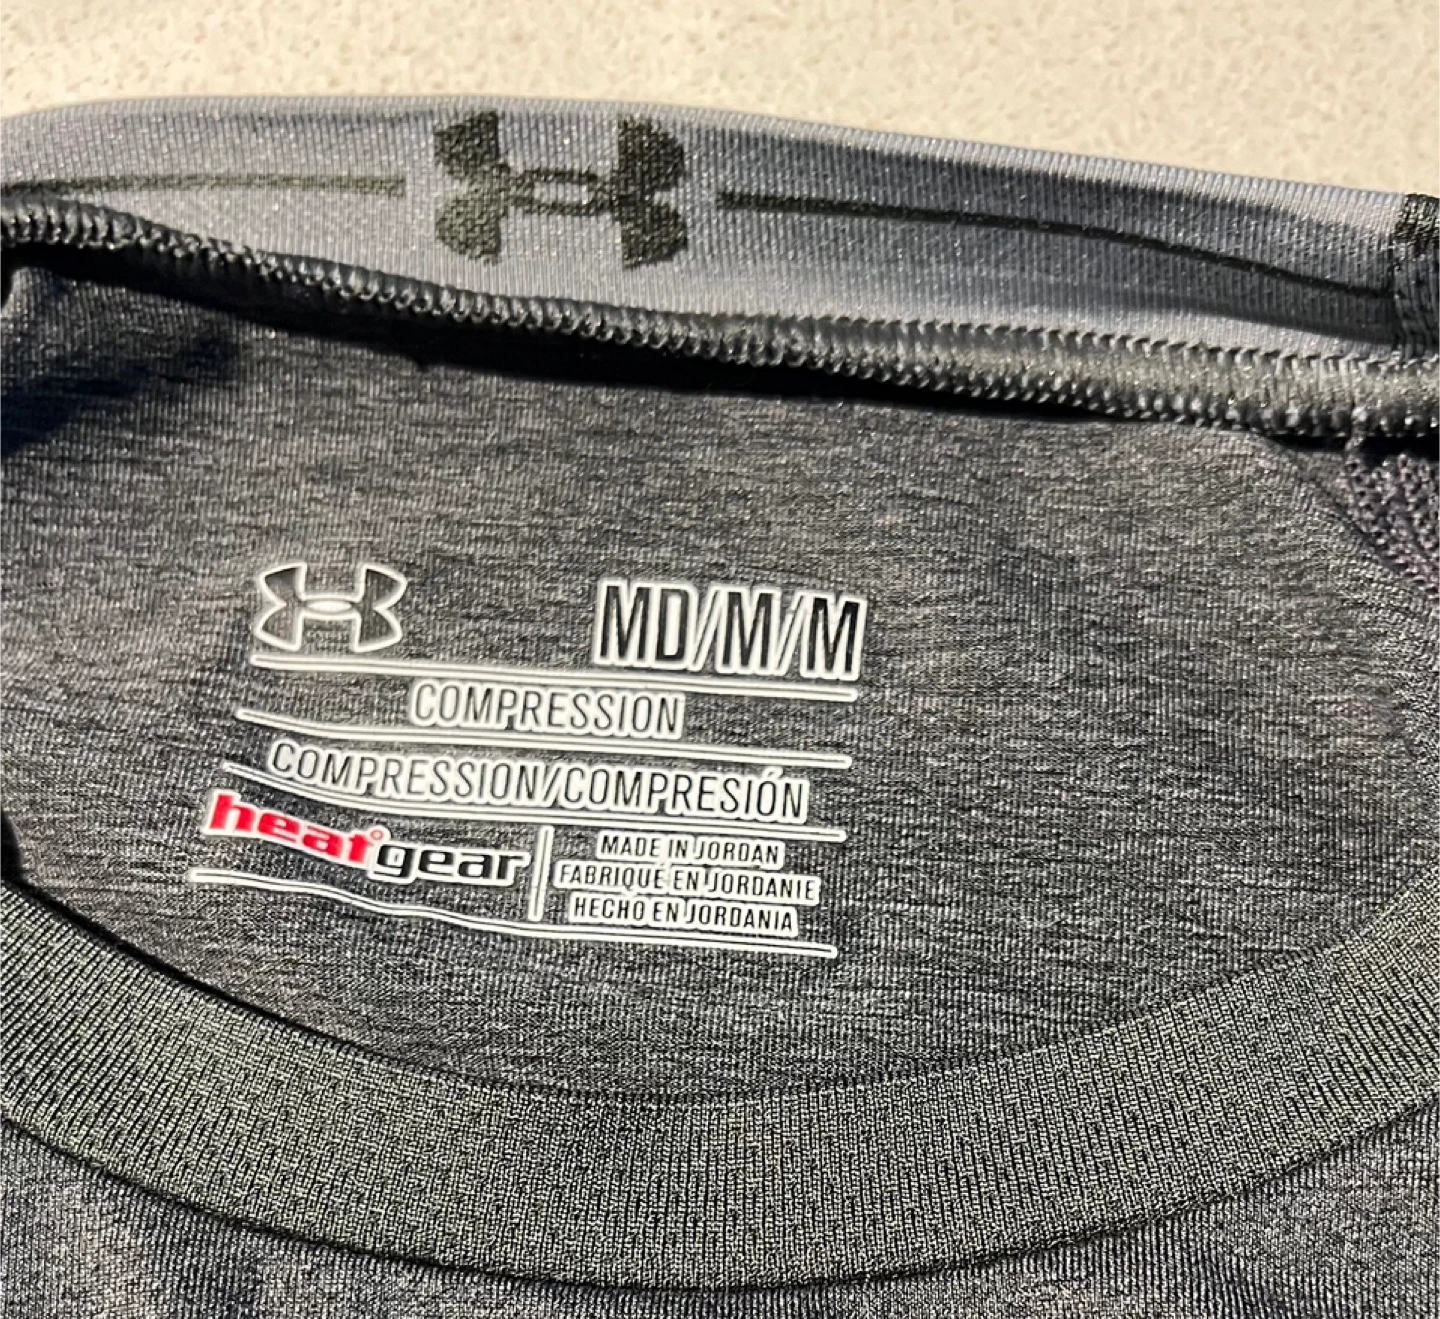 MD/M/M
COMPRESSION
COMPRESSION/COMPRESIÓN
heatgear
MADE IN JORDAN
FABRIQUÉ EN JORDANIE
HECHO EN JORDANIA